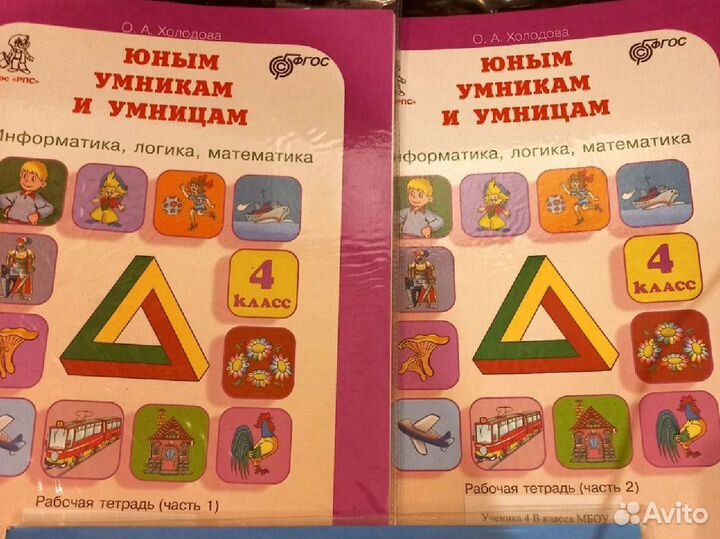 О. А. Холодова
ЮНЫМ
УМНИКАМ
И УМНИЦАМ
ФГОС
«РПС»
Информатика, логика, математика
4
КЛАСС
Рабочая тетрадь (часть 1)
О. А. Холодова
ЮНЫМ
УМНИКАМ
И УМНИЦАМ
ФГОС
информатика, логика, математика
4
КЛАСС
Рабочая тетрадь (часть 2)
Ученика 4 В класса МБОУ
Avito